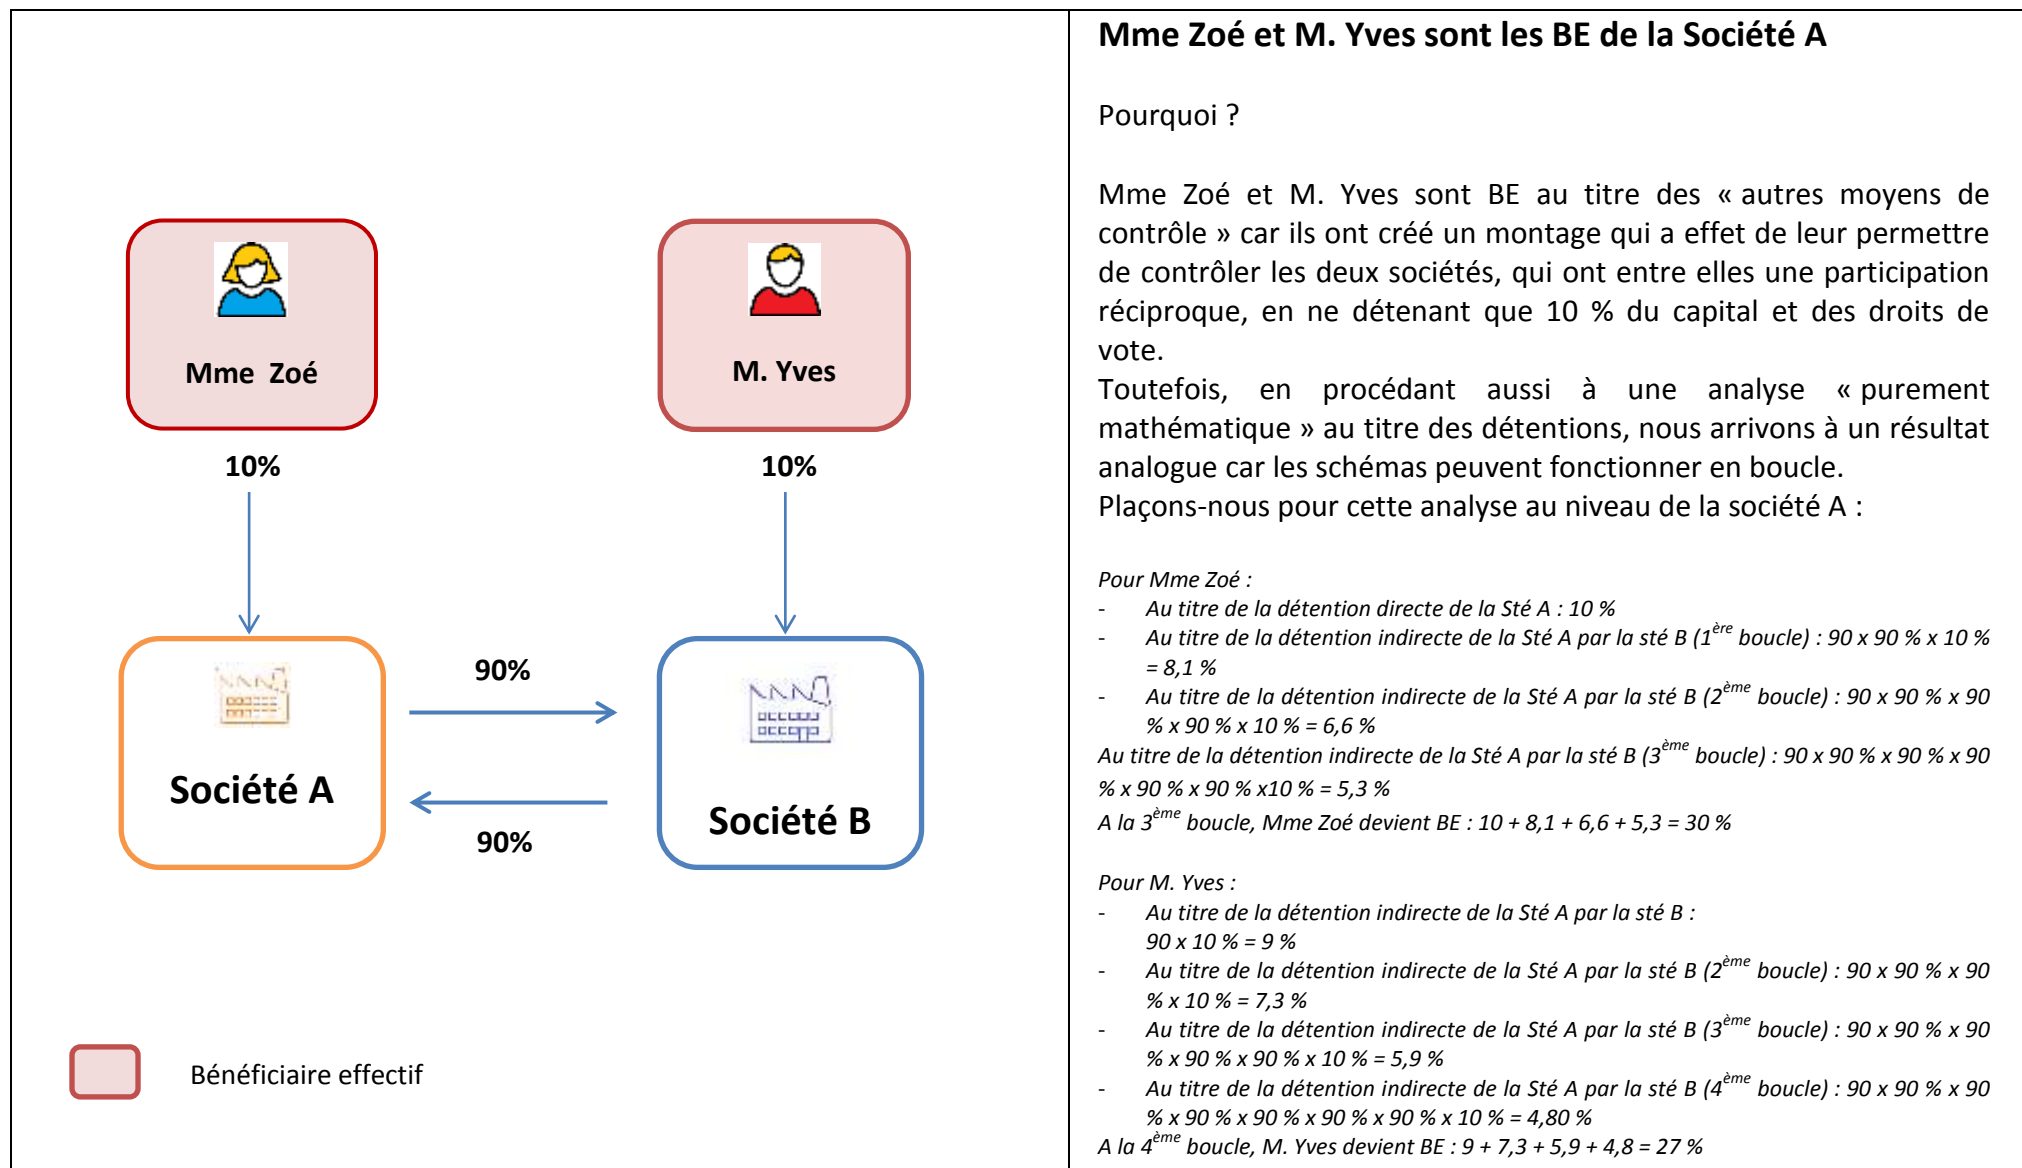 Mme Zoé
M. Yves
10%
10%
90%
Société A
Société B
90%
Bénéficiaire effectif
Mme Zoé et M. Yves sont les BE de la Société A
Pourquoi ?
Mme Zoé et M. Yves sont BE au titre des « autres moyens de
contrôle » car ils ont créé un montage qui a effet de leur permettre
de contrôler les deux sociétés, qui ont entre elles une participation
réciproque, en ne détenant que 10 % du capital et des droits de
vote.
Toutefois, en procédant aussi à une analyse « purement
mathématique » au titre des détentions, nous arrivons à un résultat
analogue car les schémas peuvent fonctionner en boucle.
Plaçons-nous pour cette analyse au niveau de la société A :
Pour Mme Zoé :
- Au titre de la détention directe de la Sté A : 10 %
- Au titre de la détention indirecte de la Sté A par la sté B (1ère boucle) : 90 x 90 % x 10 %
= 8,1 %
- Au titre de la détention indirecte de la Sté A par la sté B (2ème boucle) : 90 x 90 % x 90
% x 90 % x 10 % = 6,6 %
Au titre de la détention indirecte de la Sté A par la sté B (3ème boucle) : 90 x 90 % x 90 % x 90
% x 90 % x 90 % x10 % = 5,3 %
A la 3ème boucle, Mme Zoé devient BE : 10 + 8,1 + 6,6 + 5,3 = 30 %
Pour M. Yves :
- Au titre de la détention indirecte de la Sté A par la sté B :
90 x 10 % = 9 %
- Au titre de la détention indirecte de la Sté A par la sté B (2ème boucle) : 90 x 90 % x 90
% x 10 % = 7,3 %
- Au titre de la détention indirecte de la Sté A par la sté B (3ème boucle) : 90 x 90 % x 90
% x 90 % x 90 % x 10 % = 5,9 %
- Au titre de la détention indirecte de la Sté A par la sté B (4ème boucle) : 90 x 90 % x 90
% x 90 % x 90 % x 90 % x 90 % x 10 % = 4,80 %
A la 4ème boucle, M. Yves devient BE : 9 + 7,3 + 5,9 + 4,8 = 27 %